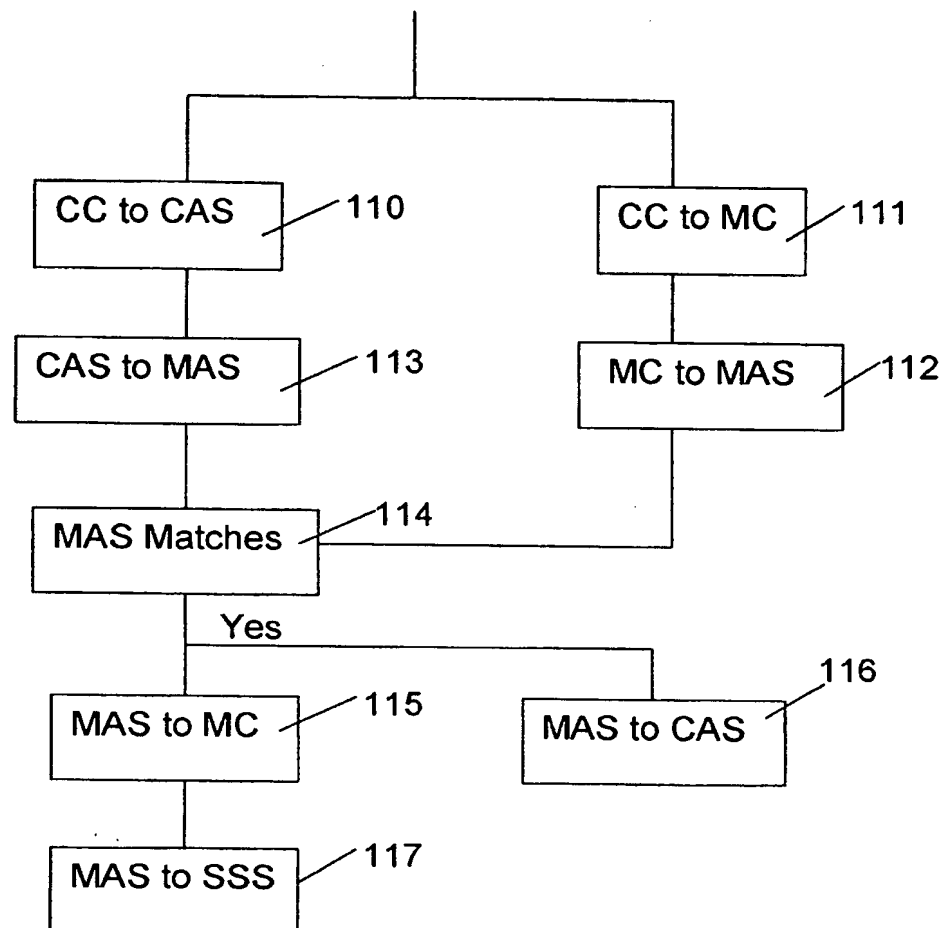 CC to CAS
110
CC to MC
111
CAS to MAS
113
MC to MAS
112
MAS Matches
114
Yes
MAS to MC
115
MAS to CAS
116
MAS to SSS
117